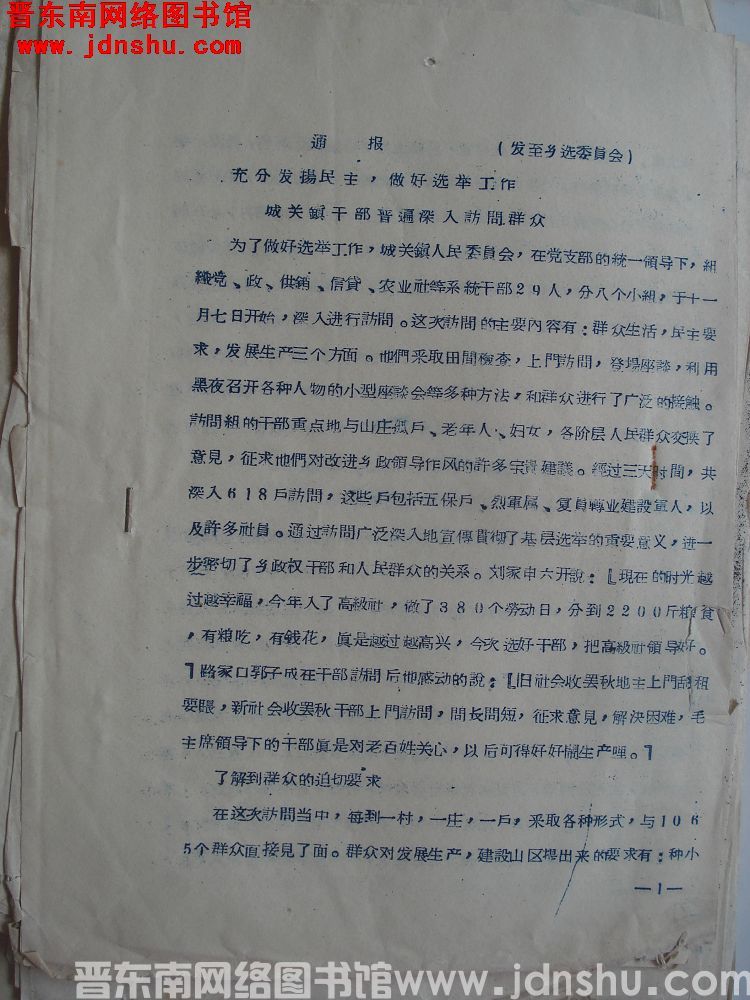 晋东南网络图书馆
www.jdnshu.com
通报
(发至乡选委員会)
充分发揚民主，做好选举工作
城关鎮干部普遍深入訪問群众
为了做好选举工作，城关鎮人民委員会，在党支部的統一領导下，組
織党、政、供銷、信貸、农业社等系統干部29人，分八个小組，于十一
月七日开始，深入进行訪問。这次訪問的主要內容有：群众生活，民主要
求，发展生产三个方面。他們采取田間檢查，上門訪問，登場座談，利用
黑夜召开各种人物的小型座談会等多种方法，和群众进行了广泛的接触。
訪問組的干部重点地与山庄孤戶、老年人、妇女，各阶层人民群众交換了
意見，征求他們对改进乡政領导作风的許多宝貴建議。經过三天时間，共
深入618戶訪問，这些戶包括五保戶、烈軍属、复員轉业建設軍人，以
及許多社員。通过訪問广泛深入地宣傳貫彻了基层选举的重要意义，进一
步密切了乡政权干部和人民群众的关系。刘家申六开說：〖現在的时光越
过越幸福，今年入了高級社，做了380个劳动日，分到2200斤粮食
，有粮吃，有錢花，眞是越过越高兴，今次选好干部，把高級社領导好。
〗路家口郭子成在干部訪問后他感动的說：〖旧社会收罢秋地主上門討租
要賬，新社会收罢秋干部上門訪問，問长問短，征求意見，解决困难，毛
主席領导下的干部眞是对老百姓关心，以后可得好好鬧生产哩。〗
了解到群众的迫切要求
在这次訪問当中，每到一村，一庄，一戶，采取各种形式，与106
5个群众直接見了面。群众对发展生产，建設山区提出来的要求有：种小
—1—
晋东南网络图书馆www.jdnshu.com